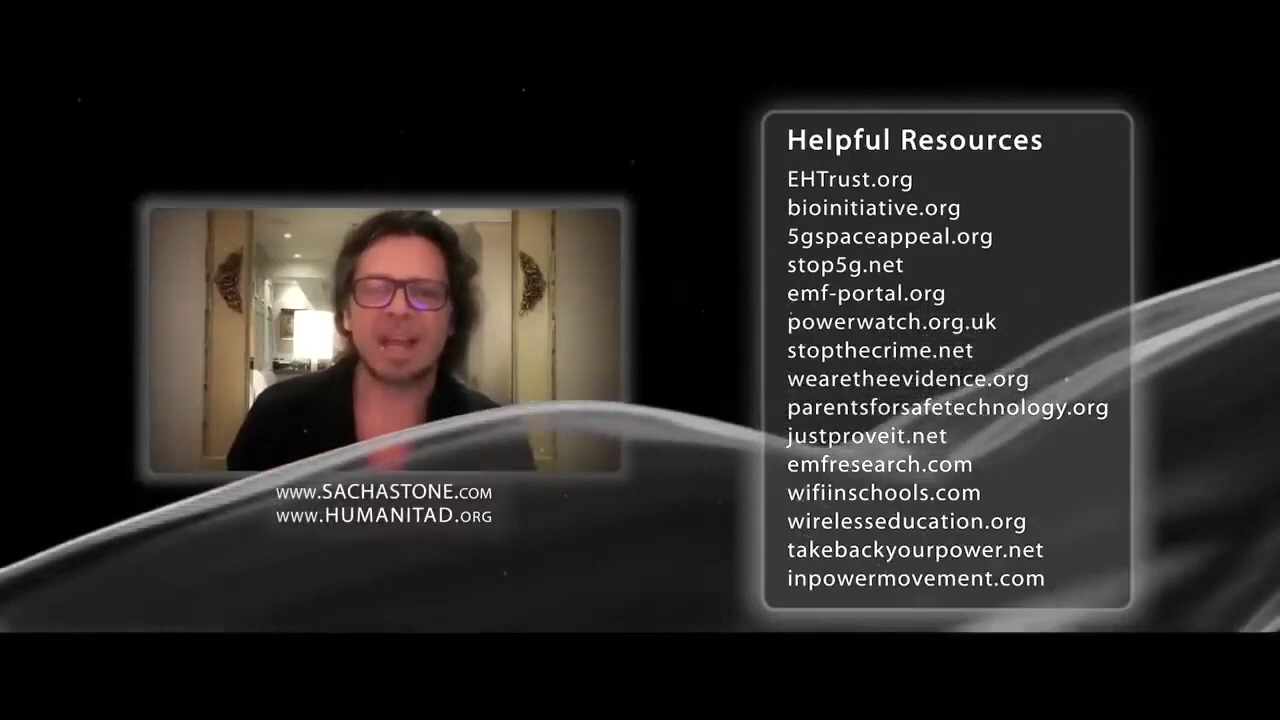 www.SACHASTONE.COM
www.HUMANITAD.ORG
Helpful Resources
EHTrust.org
bioinitiative.org
5gspaceappeal.org
stop5g.net
emf-portal.org
powerwatch.org.uk
stopthecrime.net
wearetheevidence.org
parentsforsafetechnology.org
justproveit.net
emfresearch.com
wifiinschools.com
wirelesseducation.org
takebackyourpower.net
inpowermovement.com